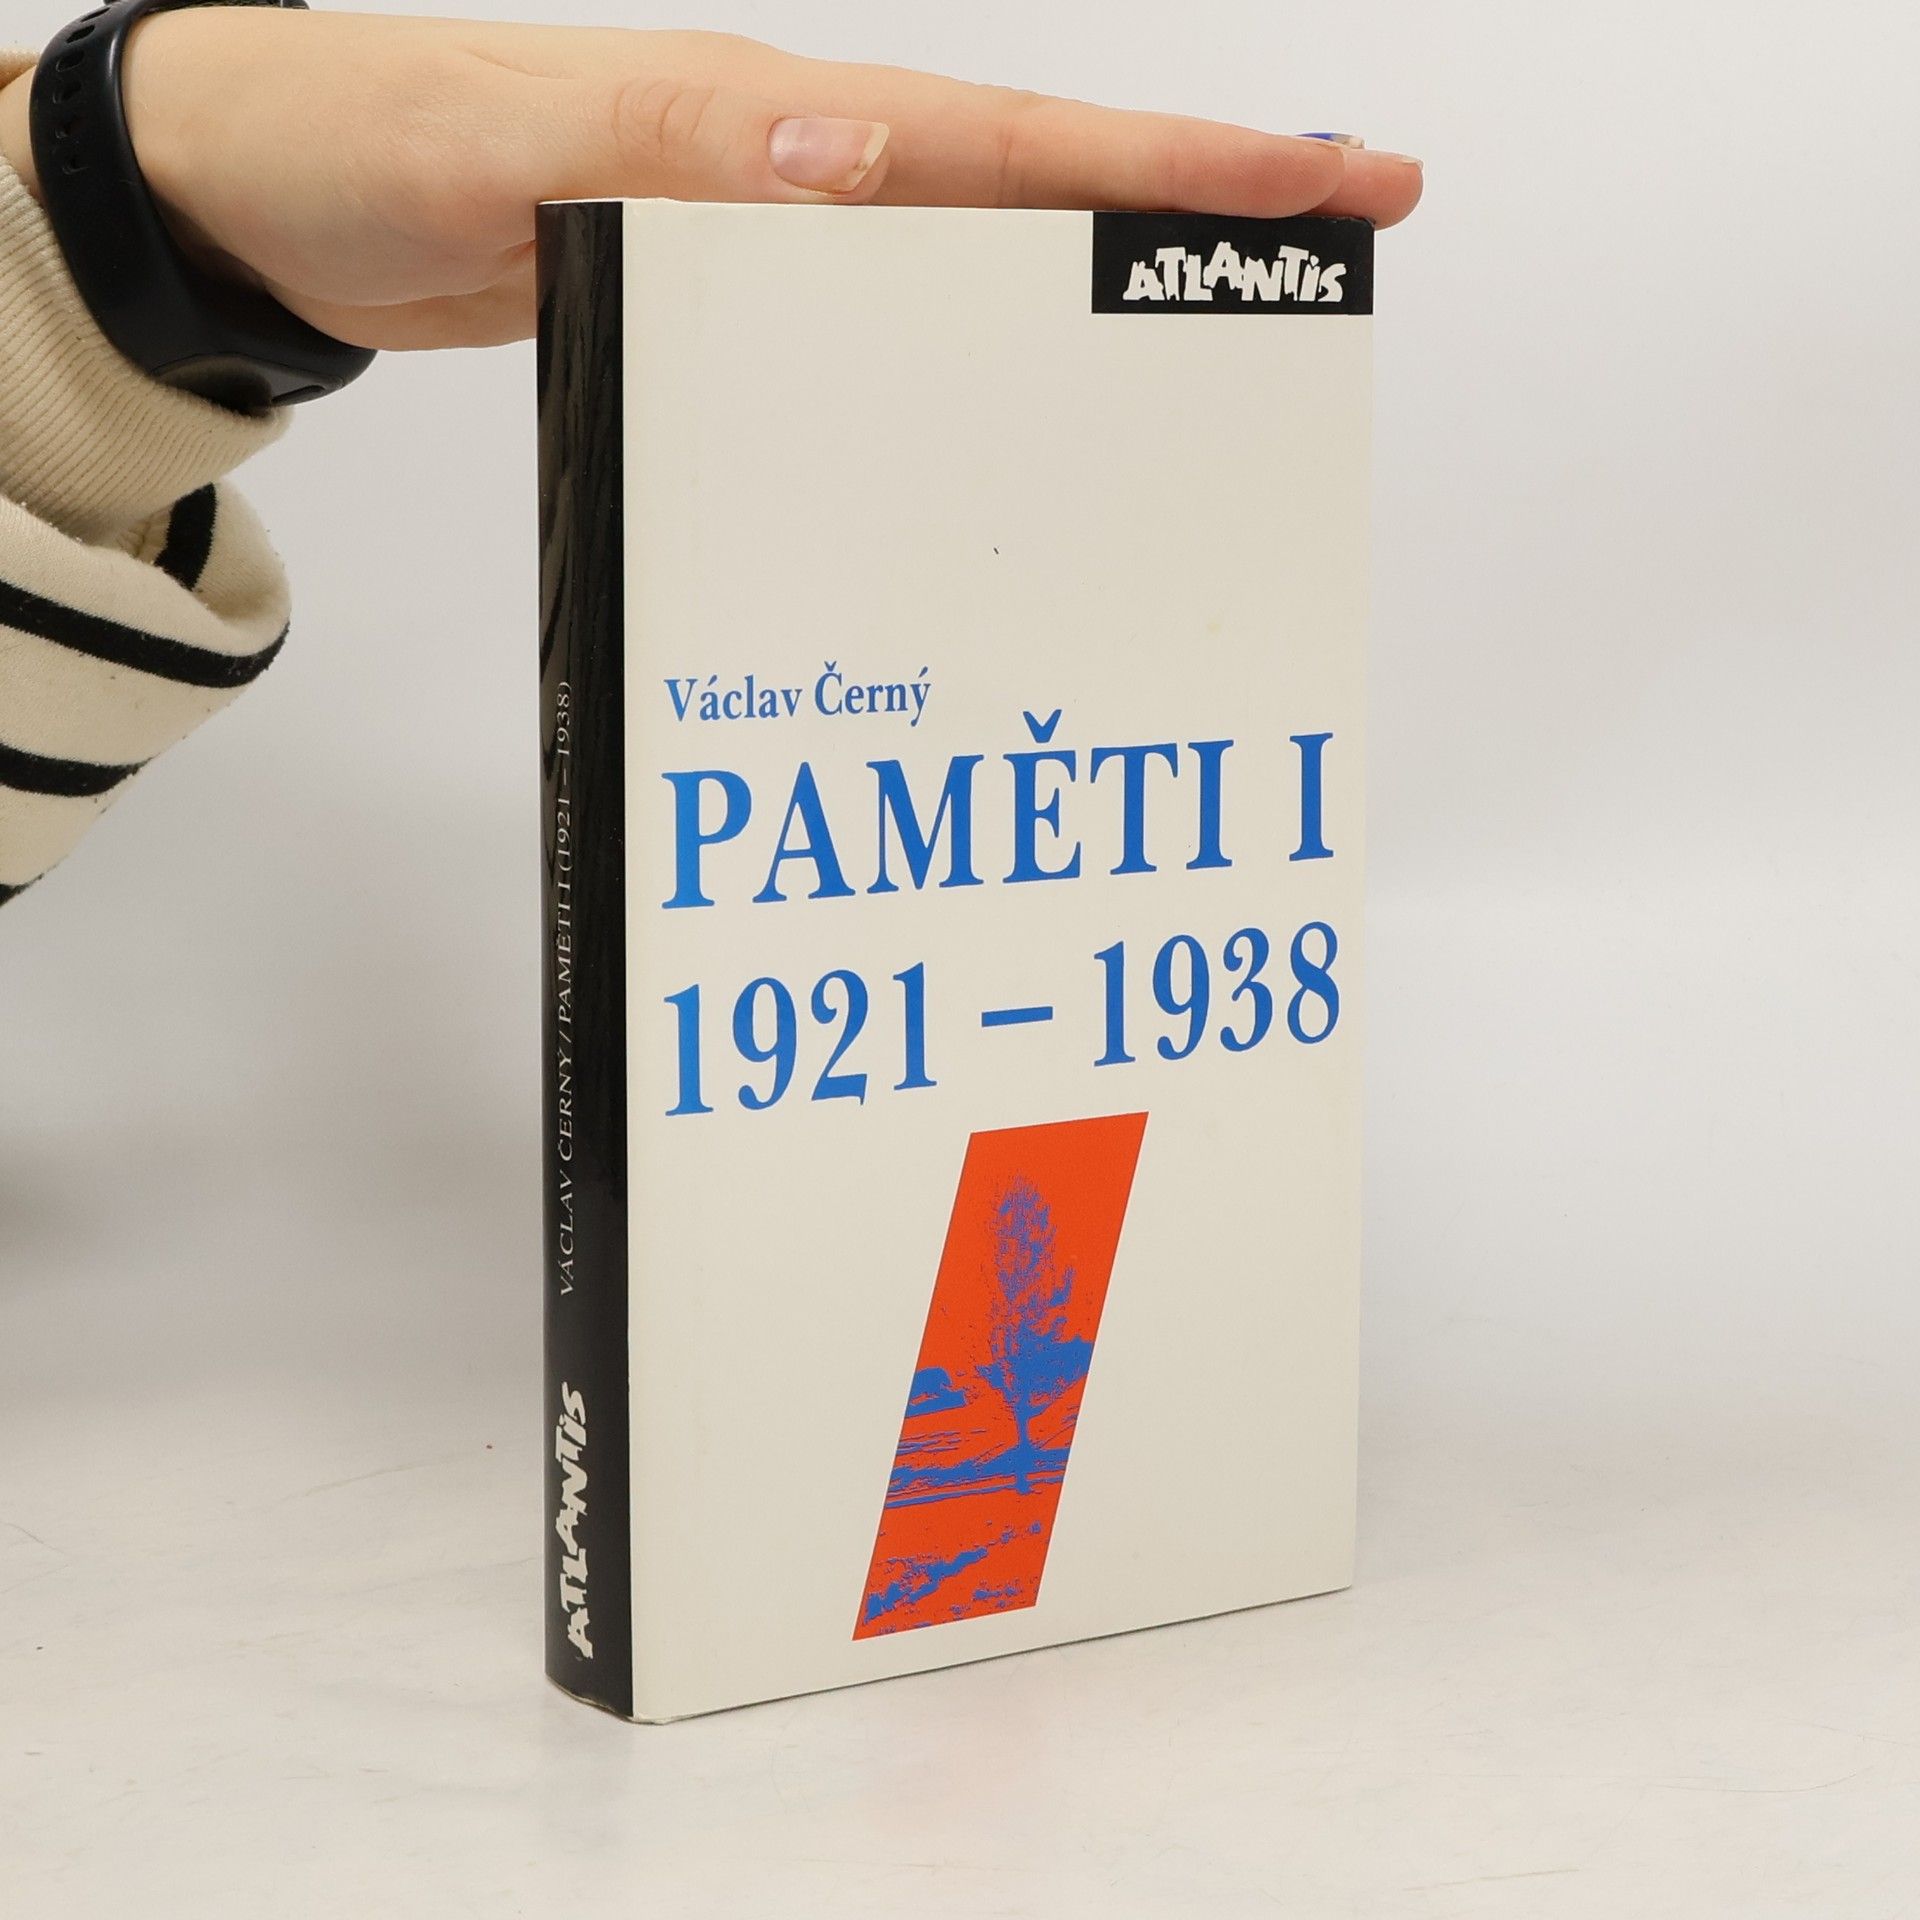 ATLANTIS
Václav Černý
PAMĚTI I
1921 – 1938
VÁCLAV ČERNÝ / PAMĚTI I (1921 – 1938)
ATLANTIS